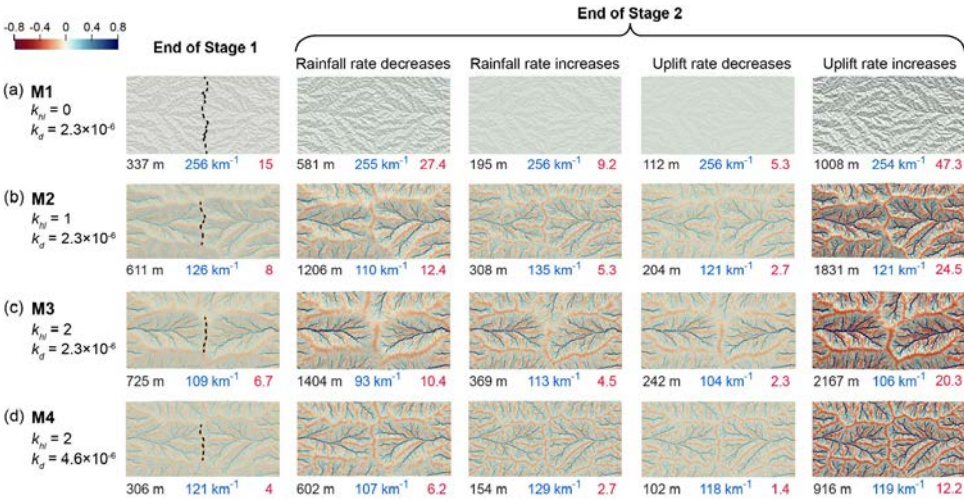 End of Stage 2
-0.8 -0.4 0 0.4 0.8
End of Stage 1
Rainfall rate decreases Rainfall rate increases Uplift rate decreases Uplift rate increases
(a) M1
k_hl = 0
k_d = 2.3×10⁻⁶
337 m 256 km⁻¹ 15 581 m 255 km⁻¹ 27.4 195 m 256 km⁻¹ 9.2 112 m 256 km⁻¹ 5.3 1008 m 254 km⁻¹ 47.3
(b) M2
k_hl = 1
k_d = 2.3×10⁻⁶
611 m 126 km⁻¹ 8 1206 m 110 km⁻¹ 12.4 308 m 135 km⁻¹ 5.3 204 m 121 km⁻¹ 2.7 1831 m 121 km⁻¹ 24.5
(c) M3
k_hl = 2
k_d = 2.3×10⁻⁶
725 m 109 km⁻¹ 6.7 1404 m 93 km⁻¹ 10.4 369 m 113 km⁻¹ 4.5 242 m 104 km⁻¹ 2.3 2167 m 106 km⁻¹ 20.3
(d) M4
k_hl = 2
k_d = 4.6×10⁻⁶
306 m 121 km⁻¹ 4 602 m 107 km⁻¹ 6.2 154 m 129 km⁻¹ 2.7 102 m 118 km⁻¹ 1.4 916 m 119 km⁻¹ 12.2